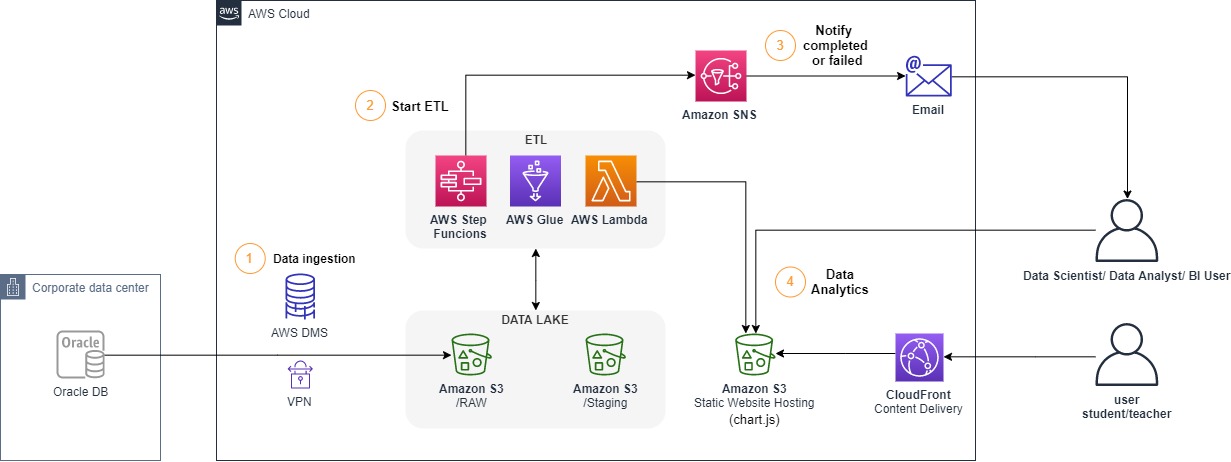 aws
AWS Cloud
3
Notify
completed
or failed
@
2
Start ETL
Amazon SNS
Email
ETL
AWS Step
Funcions
AWS Glue
AWS Lambda
1
Data ingestion
AWS DMS
4
Data
Analytics
Data Scientist/ Data Analyst/ BI User
Corporate data center
Oracle
Oracle DB
VPN
DATA LAKE
Amazon S3
/RAW
Amazon S3
/Staging
Amazon S3
Static Website Hosting
(chart.js)
CloudFront
Content Delivery
user
student/teacher